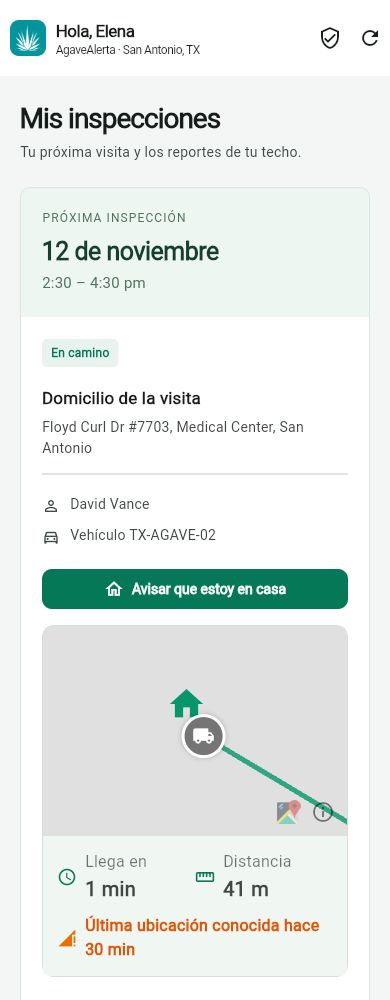 Hola, Elena
AgaveAlerta · San Antonio, TX
Mis inspecciones
Tu próxima visita y los reportes de tu techo.
PRÓXIMA INSPECCIÓN
12 de noviembre
2:30 – 4:30 pm
En camino
Domicilio de la visita
Floyd Curl Dr #7703, Medical Center, San
Antonio
David Vance
Vehículo TX-AGAVE-02
Avisar que estoy en casa
Llega en
1 min
Distancia
41 m
Última ubicación conocida hace
30 min